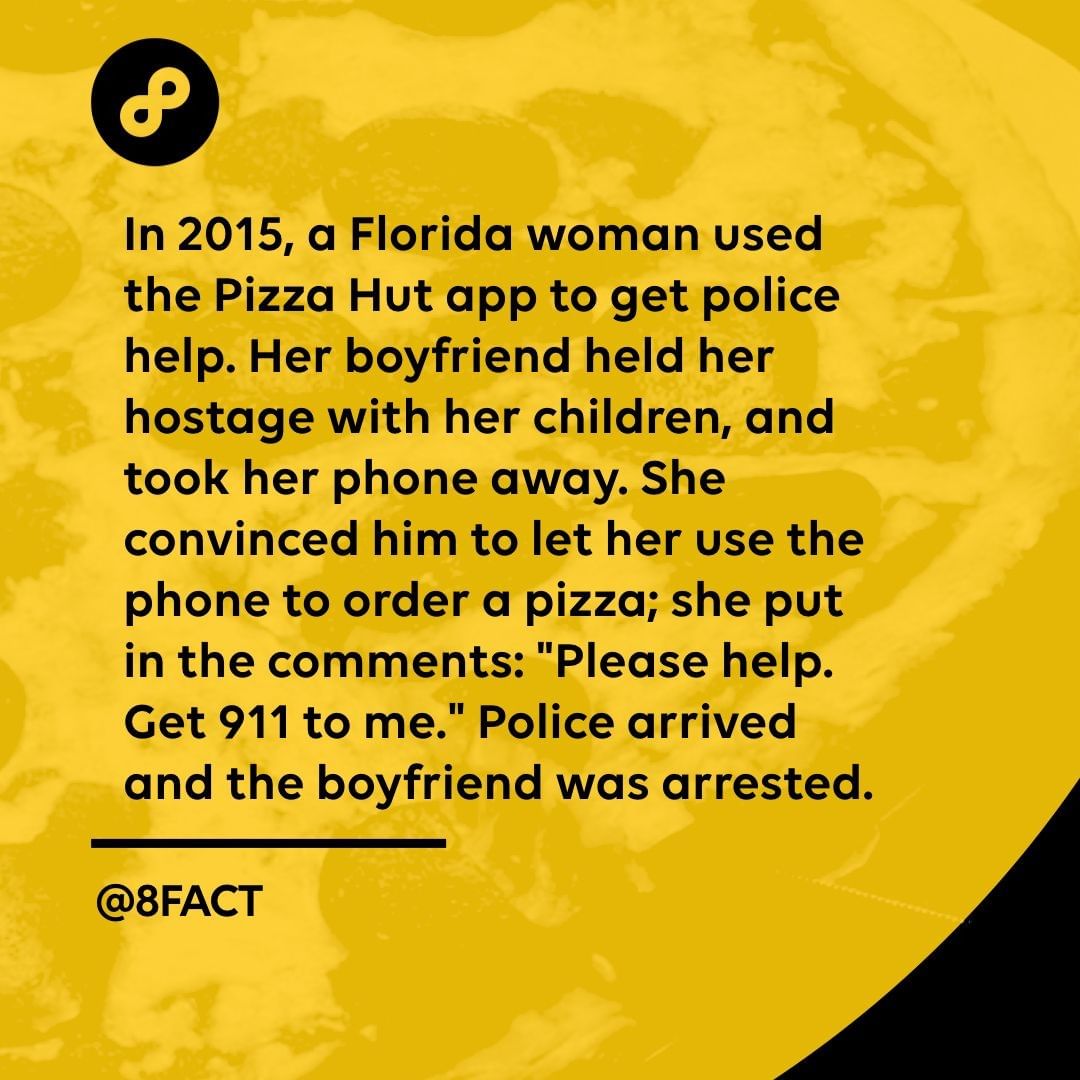 In 2015, a Florida woman used
the Pizza Hut app to get police
help. Her boyfriend held her
hostage with her children, and
took her phone away. She
convinced him to let her use the
phone to order a pizza; she put
in the comments: "Please help.
Get 911 to me." Police arrived
and the boyfriend was arrested.
@8FACT